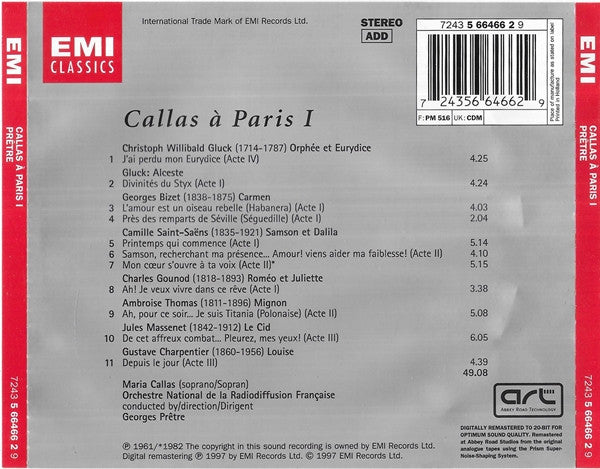 EMI
CALLAS À PARIS I
PRÊTRE
7243 5 66466 2 9
EMI
CLASSICS
International Trade Mark of EMI Records Ltd.
STEREO
ADD
7243 5 66466 2 9
7 24356 64662 9
Place of manufacture as stated on label
Printed in Holland
F: PM 516 UK: CDM
Callas à Paris I
Christoph Willibald Gluck (1714-1787) Orphée et Eurydice
1 J'ai perdu mon Eurydice (Acte IV) 4.25
Gluck: Alceste
2 Divinités du Styx (Acte I) 4.24
Georges Bizet (1838-1875) Carmen
3 L'amour est un oiseau rebelle (Habanera) (Acte I) 4.03
4 Près des remparts de Séville (Séguedille) (Acte I) 2.04
Camille Saint-Saëns (1835-1921) Samson et Dalila
5 Printemps qui commence (Acte I) 5.14
6 Samson, recherchant ma présence... Amour! viens aider ma faiblesse! (Acte II) 4.10
7 Mon cœur s'ouvre à ta voix (Acte II)* 5.15
Charles Gounod (1818-1893) Roméo et Juliette
8 Ah! Je veux vivre dans ce rêve (Acte I) 3.38
Ambroise Thomas (1811-1896) Mignon
9 Ah, pour ce soir... Je suis Titania (Polonaise) (Acte II) 5.08
Jules Massenet (1842-1912) Le Cid
10 De cet affreux combat... Pleurez, mes yeux! (Acte III) 6.05
Gustave Charpentier (1860-1956) Louise
11 Depuis le jour (Acte III) 4.39
49.08
Maria Callas (soprano/Sopran)
Orchestre National de la Radiodiffusion Française
conducted by/direction/Dirigent
Georges Prêtre
art
ABBEY ROAD TECHNOLOGY
DIGITALLY REMASTERED TO 20-BIT FOR
OPTIMUM SOUND QUALITY. Remastered
at Abbey Road Studios from the original
analogue tapes using the Prism Super-
Noise-Shaping System.
℗ 1961/*1982 The copyright in this sound recording is owned by EMI Records Ltd.
Digital remastering ℗ 1997 by EMI Records Ltd. © 1997 EMI Records Ltd.
EMI
CALLAS À PARIS I
PRÊTRE
7243 5 66466 2 9